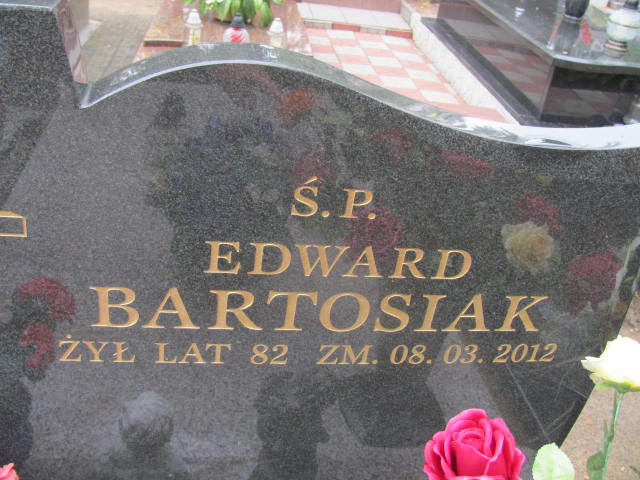 Ś.P.
EDWARD
BARTOSIAK
ŻYŁ LAT 82 ZM. 08.03.2012